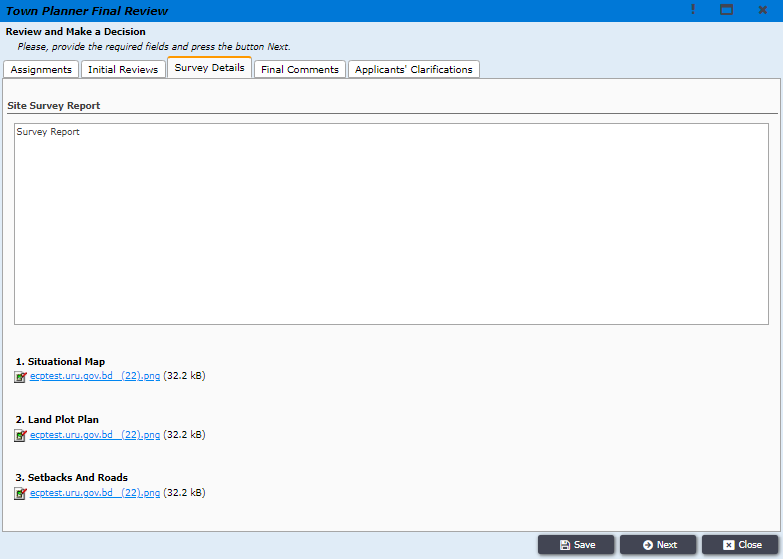 Town Planner Final Review
Review and Make a Decision
Please, provide the required fields and press the button Next.
Assignments Initial Reviews Survey Details Final Comments Applicants' Clarifications
Site Survey Report
Survey Report
1. Situational Map
ecptest.uru.gov.bd_ (22).png (32.2 kB)
2. Land Plot Plan
ecptest.uru.gov.bd_ (22).png (32.2 kB)
3. Setbacks And Roads
ecptest.uru.gov.bd_ (22).png (32.2 kB)
Save Next Close